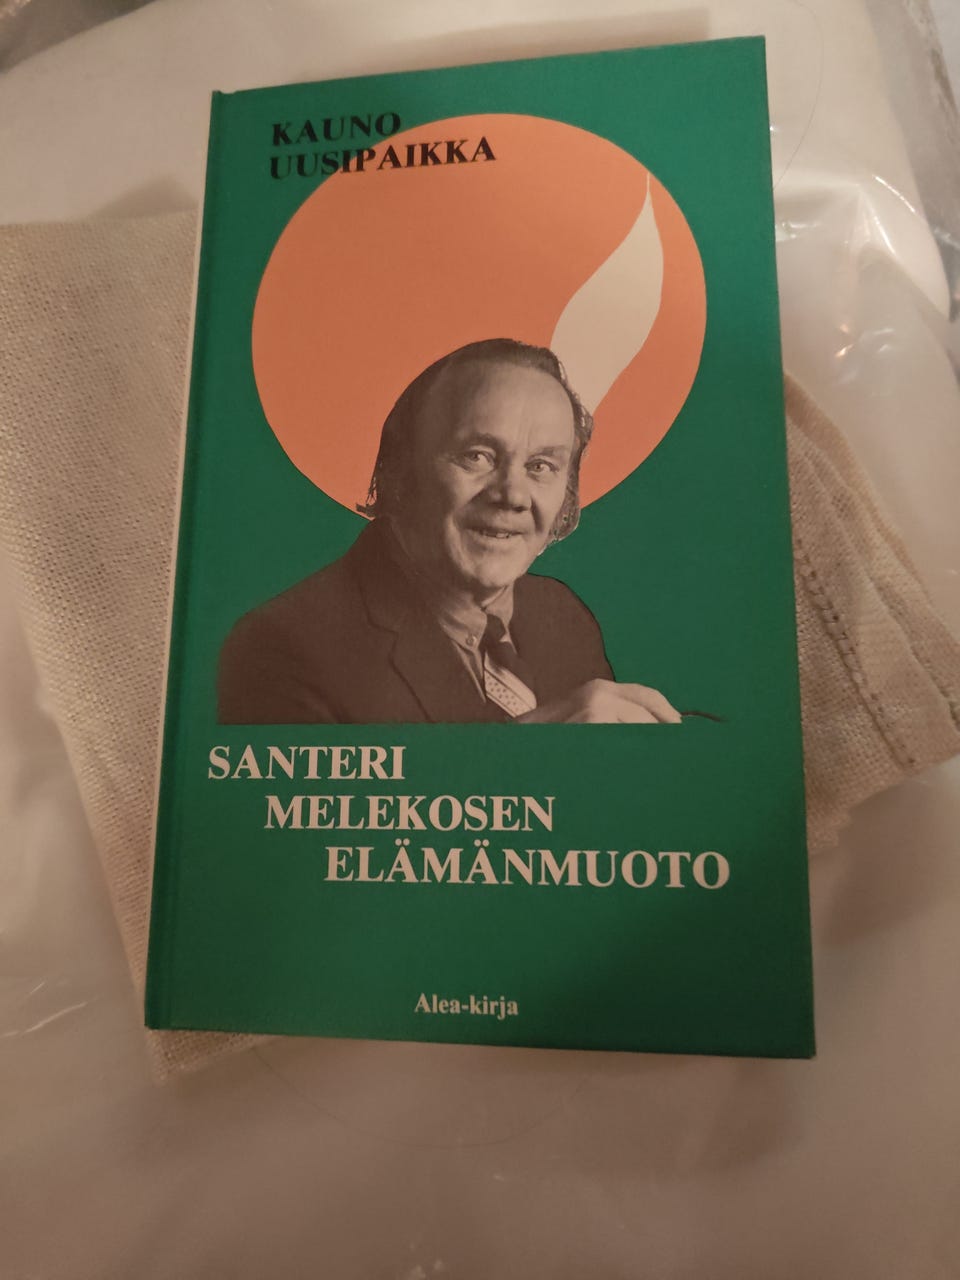 KAUNO
UUSIPAIKKA
SANTERI
MELEKOSEN
ELÄMÄNMUOTO
Alea-kirja